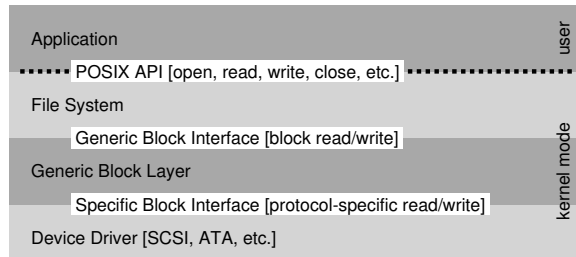 Application
user
POSIX API [open, read, write, close, etc.]
File System
Generic Block Interface [block read/write]
Generic Block Layer
kernel mode
Specific Block Interface [protocol-specific read/write]
Device Driver [SCSI, ATA, etc.]